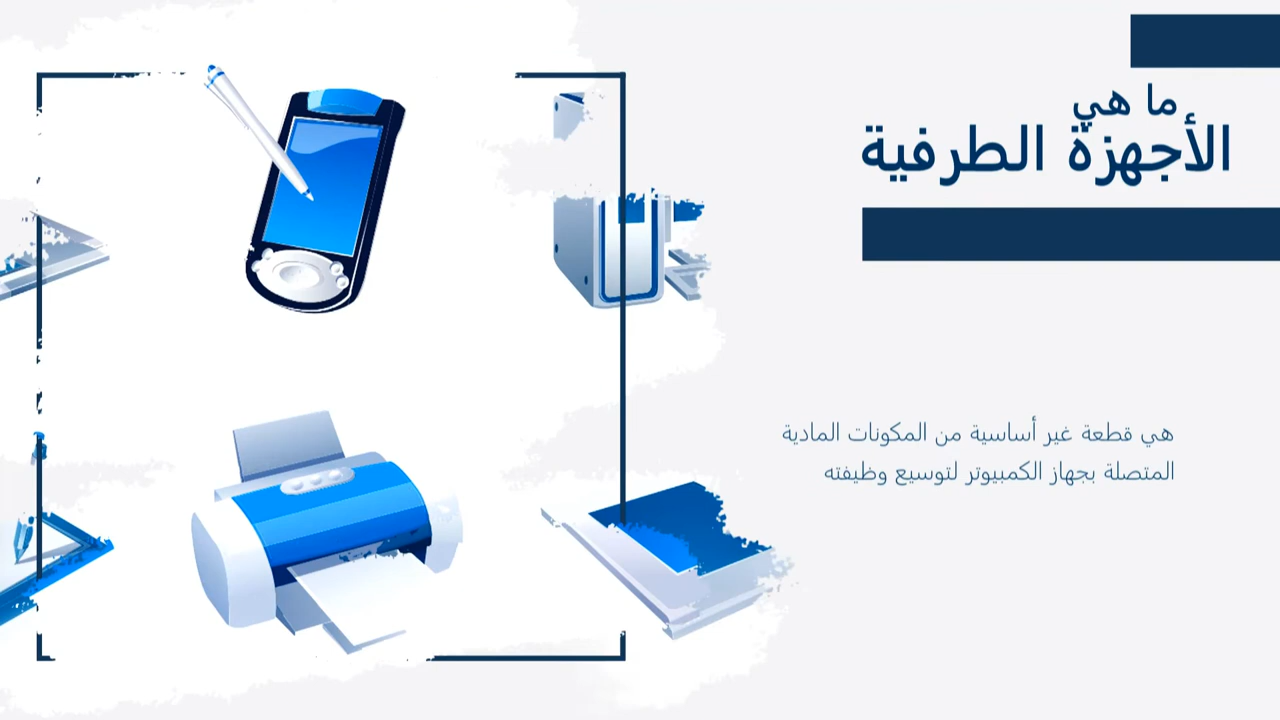 ما هي
الأجهزة الطرفية
هي قطعة غير أساسية من المكونات المادية
المتصلة بجهاز الكمبيوتر لتوسيع وظيفته